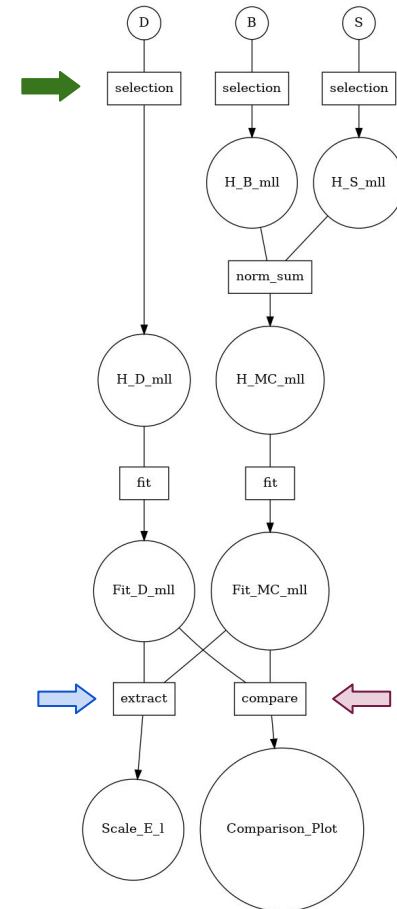 D B S
selection selection selection
H_B_mll H_S_mll
norm_sum
H_D_mll H_MC_mll
fit fit
Fit_D_mll Fit_MC_mll
extract compare
Scale_E_l Comparison_Plot